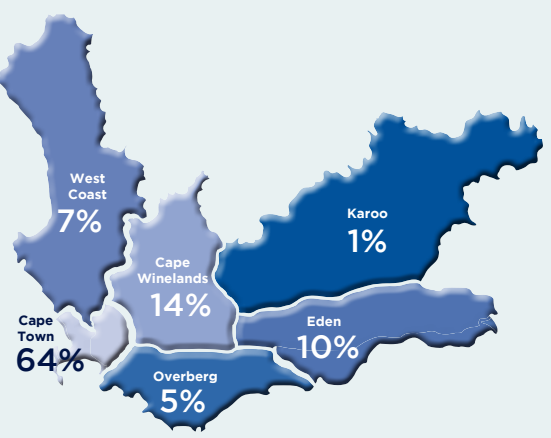 West
Coast
7%
Karoo
1%
Cape
Winelands
14%
Cape
Town
64%
Eden
10%
Overberg
5%